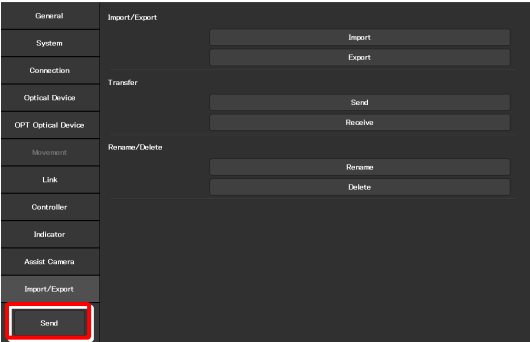 General
System
Connection
Optical Device
OPT Optical Device
Movement
Link
Controller
Indicator
Assist Camera
Import/Export
Send
Import/Export
Import
Export
Transfer
Send
Receive
Rename/Delete
Rename
Delete